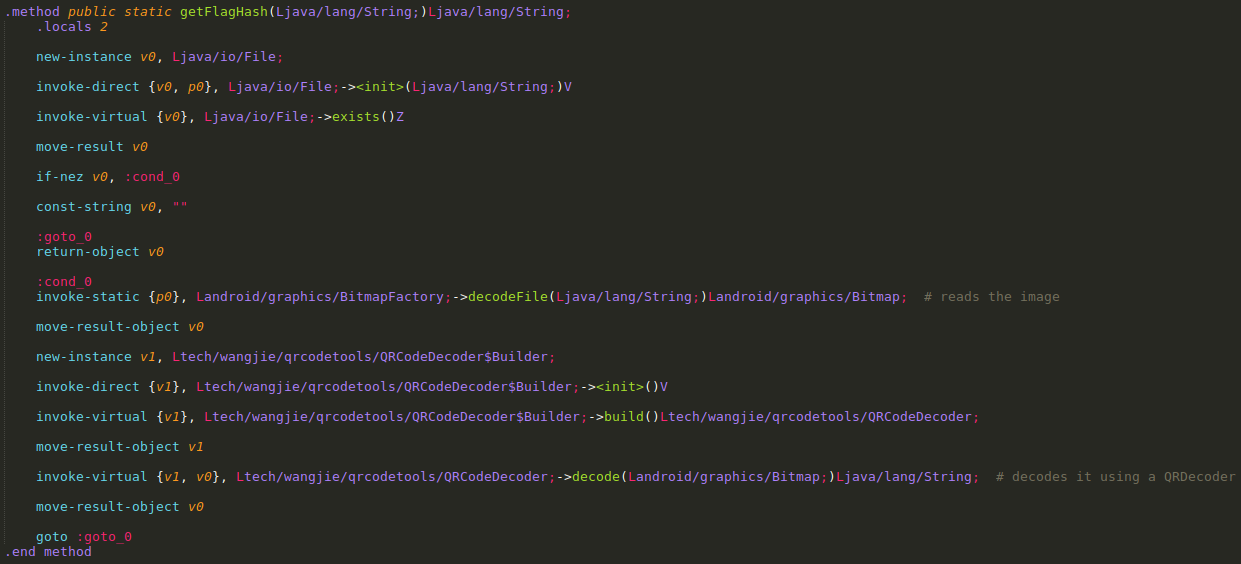 .method public static getFlagHash(Ljava/lang/String;)Ljava/lang/String;
    .locals 2
    new-instance v0, Ljava/io/File;
    invoke-direct {v0, p0}, Ljava/io/File;-><init>(Ljava/lang/String;)V
    invoke-virtual {v0}, Ljava/io/File;->exists()Z
    move-result v0
    if-nez v0, :cond_0
    const-string v0, ""
    :goto_0
    return-object v0
    :cond_0
    invoke-static {p0}, Landroid/graphics/BitmapFactory;->decodeFile(Ljava/lang/String;)Landroid/graphics/Bitmap;  # reads the image
    move-result-object v0
    new-instance v1, Ltech/wangjie/qrcodetools/QRCodeDecoder$Builder;
    invoke-direct {v1}, Ltech/wangjie/qrcodetools/QRCodeDecoder$Builder;-><init>()V
    invoke-virtual {v1}, Ltech/wangjie/qrcodetools/QRCodeDecoder$Builder;->build()Ltech/wangjie/qrcodetools/QRCodeDecoder;
    move-result-object v1
    invoke-virtual {v1, v0}, Ltech/wangjie/qrcodetools/QRCodeDecoder;->decode(Landroid/graphics/Bitmap;)Ljava/lang/String;  # decodes it using a QRDecoder
    move-result-object v0
    goto :goto_0
.end method